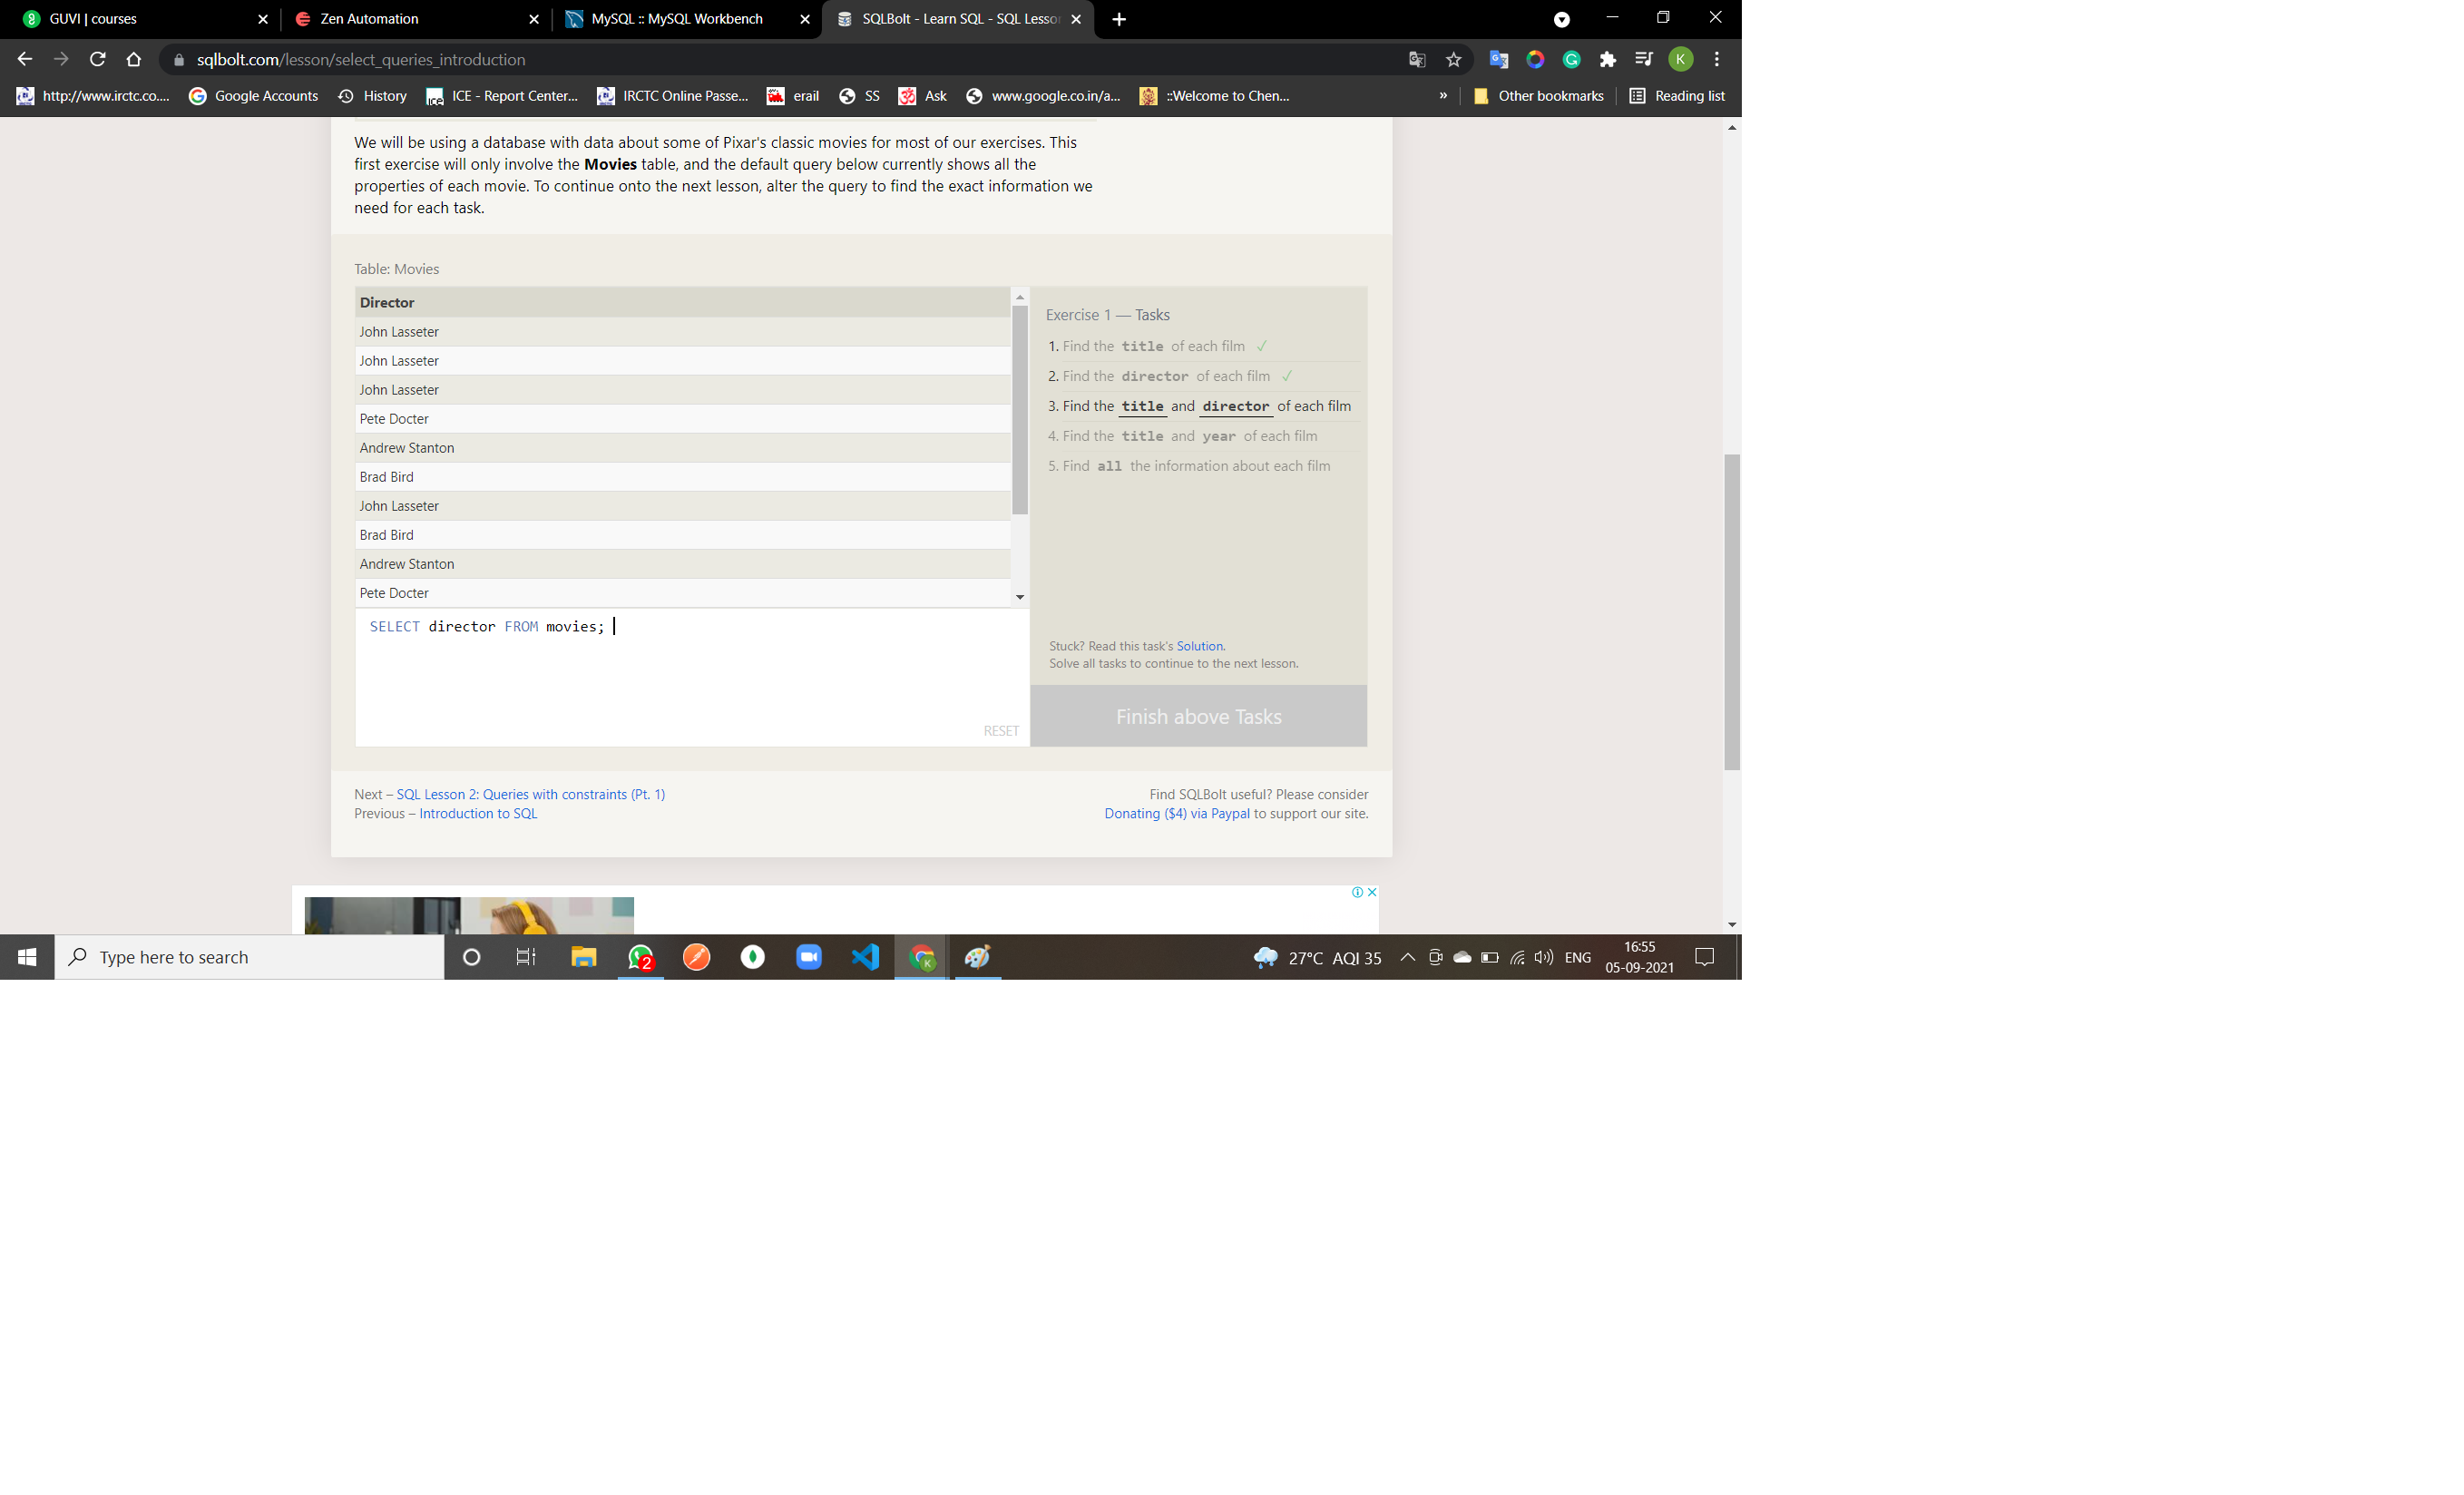 GUVI | courses
Zen Automation
MySQL :: MySQL Workbench
SQLBolt - Learn SQL - SQL Lesso
sqlbolt.com/lesson/select_queries_introduction
K
http://www.irctc.co....
Google Accounts
History
ICE - Report Center...
IRCTC Online Passe...
erail
SS
Ask
www.google.co.in/a...
::Welcome to Chen...
»
Other bookmarks
Reading list
We will be using a database with data about some of Pixar's classic movies for most of our exercises. This
first exercise will only involve the Movies table, and the default query below currently shows all the
properties of each movie. To continue onto the next lesson, alter the query to find the exact information we
need for each task.
Table: Movies
Director
John Lasseter
John Lasseter
John Lasseter
Pete Docter
Andrew Stanton
Brad Bird
John Lasseter
Brad Bird
Andrew Stanton
Pete Docter
SELECT director FROM movies;
RESET
Exercise 1 — Tasks
1. Find the title of each film ✓
2. Find the director of each film ✓
3. Find the title and director of each film
4. Find the title and year of each film
5. Find all the information about each film
Stuck? Read this task's Solution.
Solve all tasks to continue to the next lesson.
Finish above Tasks
Next – SQL Lesson 2: Queries with constraints (Pt. 1)
Previous – Introduction to SQL
Find SQLBolt useful? Please consider
Donating ($4) via Paypal to support our site.
Type here to search
2
K
27°C AQI 35
ENG
16:55
05-09-2021